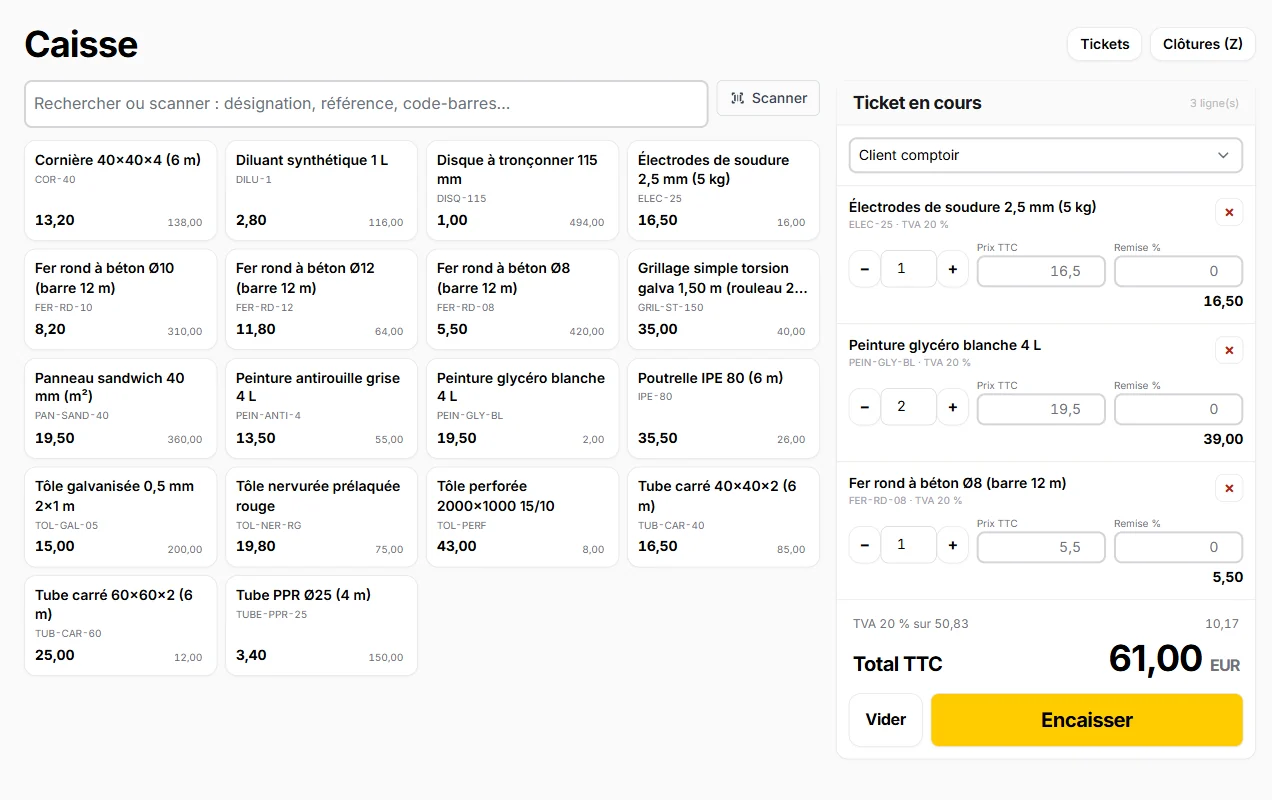 Caisse
Tickets
Clôtures (Z)
Rechercher ou scanner : désignation, référence, code-barres...
Scanner
Cornière 40×40×4 (6 m)
COR-40
13,20
138,00
Diluant synthétique 1 L
DILU-1
2,80
116,00
Disque à tronçonner 115
mm
DISQ-115
1,00
494,00
Électrodes de soudure
2,5 mm (5 kg)
ELEC-25
16,50
16,00
Fer rond à béton Ø10
(barre 12 m)
FER-RD-10
8,20
310,00
Fer rond à béton Ø12
(barre 12 m)
FER-RD-12
11,80
64,00
Fer rond à béton Ø8
(barre 12 m)
FER-RD-08
5,50
420,00
Grillage simple torsion
galva 1,50 m (rouleau 2...
GRIL-ST-150
35,00
40,00
Panneau sandwich 40
mm (m²)
PAN-SAND-40
19,50
360,00
Peinture antirouille grise
4 L
PEIN-ANTI-4
13,50
55,00
Peinture glycéro blanche
4 L
PEIN-GLY-BL
19,50
2,00
Poutrelle IPE 80 (6 m)
IPE-80
35,50
26,00
Tôle galvanisée 0,5 mm
2×1 m
TOL-GAL-05
15,00
200,00
Tôle nervurée prélaquée
rouge
TOL-NER-RG
19,80
75,00
Tôle perforée
2000×1000 15/10
TOL-PERF
43,00
8,00
Tube carré 40×40×2 (6
m)
TUB-CAR-40
16,50
85,00
Tube carré 60×60×2 (6
m)
TUB-CAR-60
25,00
12,00
Tube PPR Ø25 (4 m)
TUBE-PPR-25
3,40
150,00
Ticket en cours
3 ligne(s)
Client comptoir
Électrodes de soudure 2,5 mm (5 kg)
ELEC-25 · TVA 20 %
Prix TTC
Remise %
− 1 +
16,5
0
16,50
Peinture glycéro blanche 4 L
PEIN-GLY-BL · TVA 20 %
Prix TTC
Remise %
− 2 +
19,5
0
39,00
Fer rond à béton Ø8 (barre 12 m)
FER-RD-08 · TVA 20 %
Prix TTC
Remise %
− 1 +
5,5
0
5,50
TVA 20 % sur 50,83
10,17
Total TTC
61,00 EUR
Vider
Encaisser